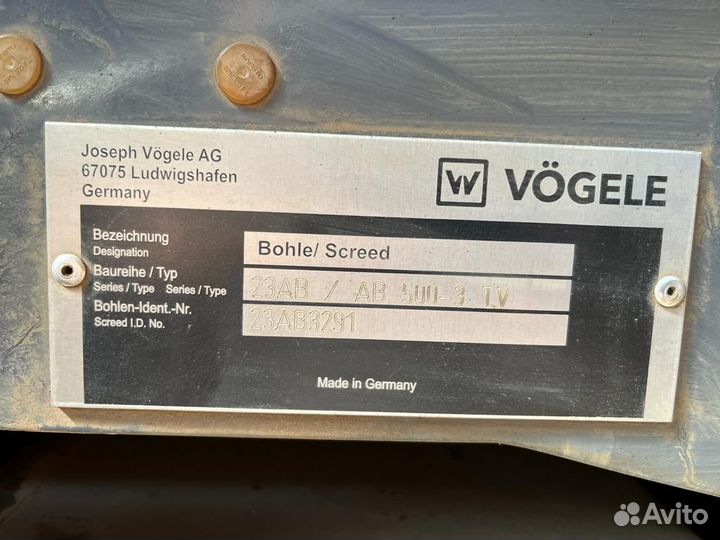 Joseph Vögele AG
67075 Ludwigshafen
Germany
VÖGELE
Bezeichnung
Designation
Bohle/ Screed
Baureihe / Typ
Series / Type Series / Type
23AB / AB 500-3 TV
Bohlen-Ident.-Nr.
Screed I.D. No.
23AB3291
Made in Germany
Avito